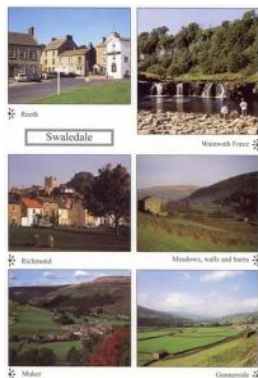 Reeth
Wainwath Force
Swaledale
Richmond
Meadows, walls and barns
Muker
Gunnerside